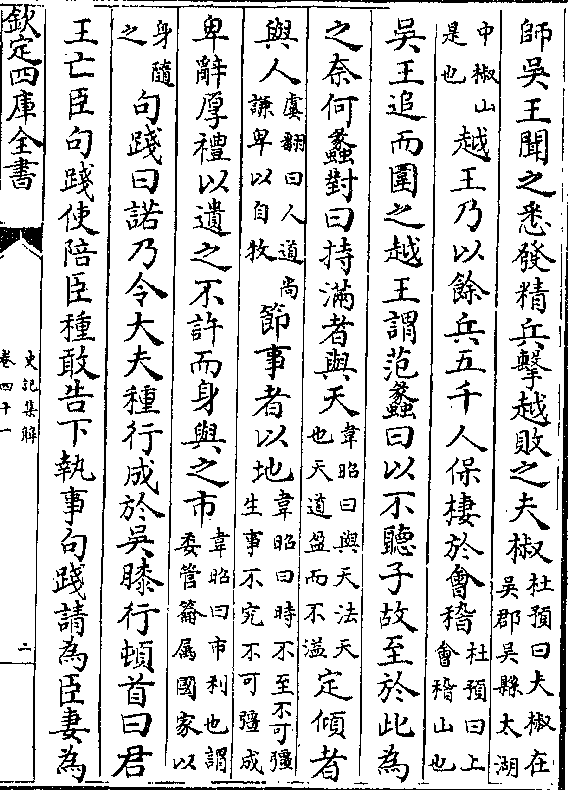 師吳王聞之悉發精兵擊越敗之夫椒杜預曰夫椒在吳郡吳縣太湖
中椒山是也越王乃以餘兵五千人保棲於會稽杜預曰上會稽山也
吳王追而圍之越王謂范蠡曰以不聽子故至於此為
之奈何蠡對曰持滿者與天韋昭曰與天法天也天道盈而不溢定傾者
與人虞翻曰人道尚謙卑以自牧節事者以地韋昭曰時不至不可彊生事不究不可彊成
卑辭厚禮以遺之不許而身與之市韋昭曰市利也謂委管籥屬國家以
身隨之句踐曰諾乃令大夫種行成於吳膝行頓首曰君
王亡臣句踐使陪臣種敢告下執事句踐請為臣妻為
欽定四庫全書
史記集解
卷四十一
二